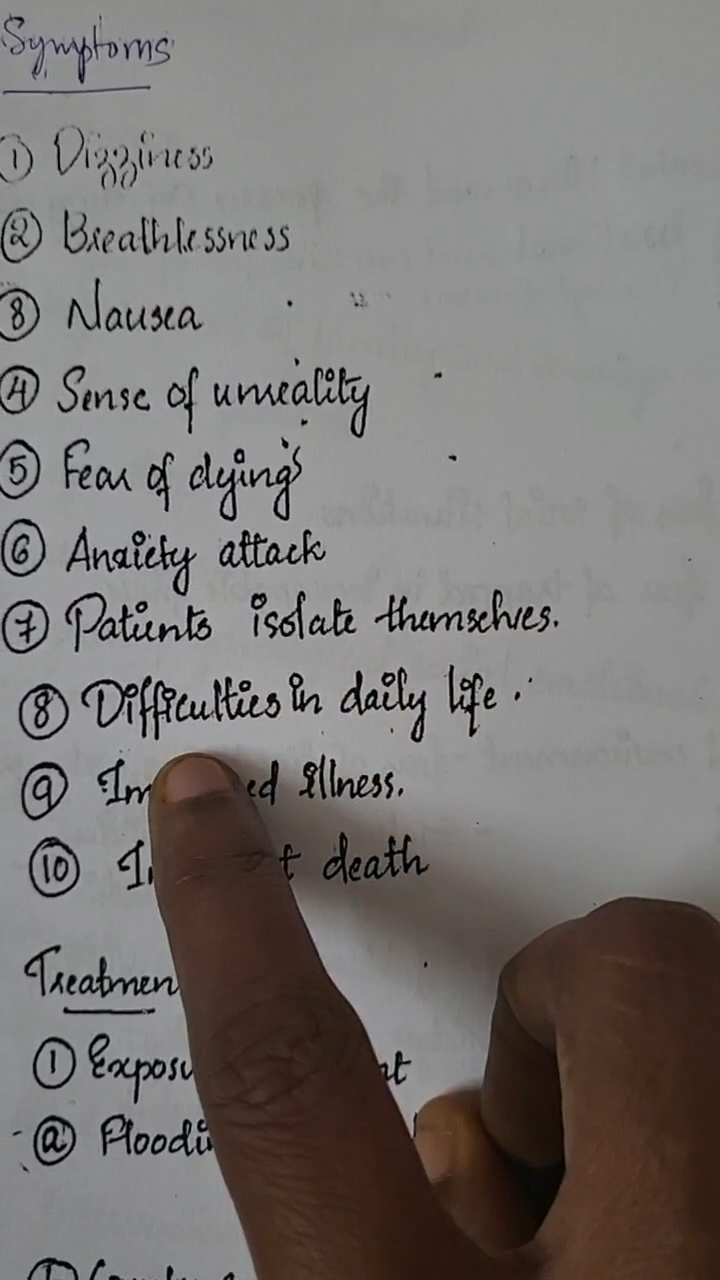 Symptoms
① Dizziness
② Breathlessness
③ Nausea
④ Sense of unreality
⑤ Fear of dying
⑥ Anxiety attack
⑦ Patients isolate themselves.
⑧ Difficulties in daily life.
⑨ illness.
⑩ death
Treatmen
①
ⓐ